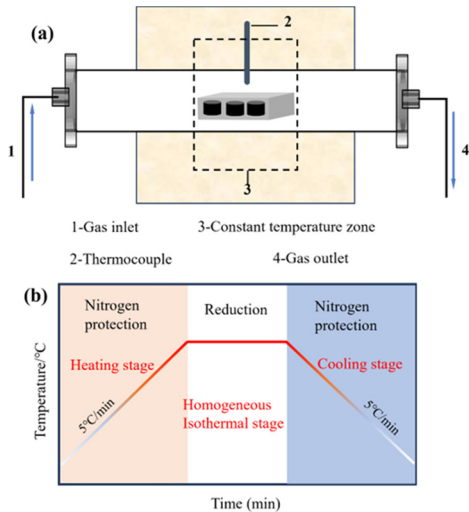 (a)
2
1
4
3
1-Gas inlet
3-Constant temperature zone
2-Thermocouple
4-Gas outlet
(b)
Nitrogen
protection
Reduction
Nitrogen
protection
Heating stage
Cooling stage
Homogeneous
Isothermal stage
5℃/min
5℃/min
Temperature/℃
Time (min)